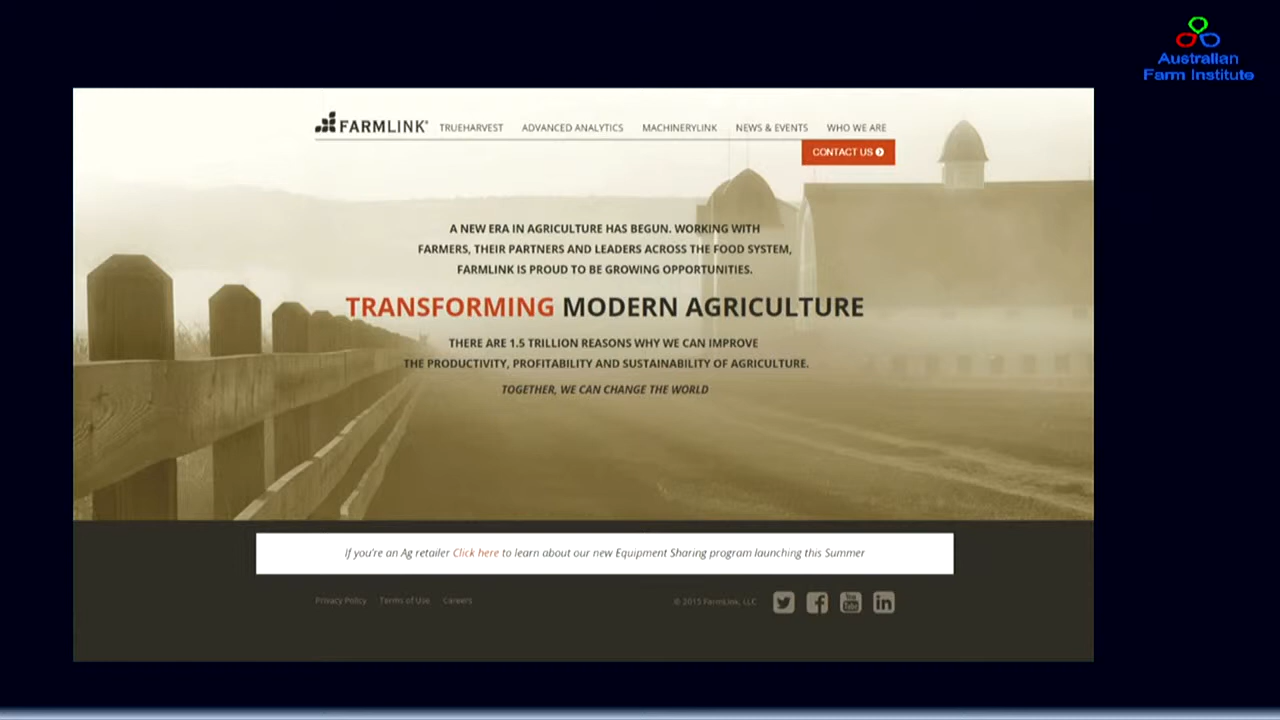 Australian
Farm Institute
FARMLINK®
TRUEHARVEST ADVANCED ANALYTICS MACHINERYLINK NEWS & EVENTS WHO WE ARE
CONTACT US
A NEW ERA IN AGRICULTURE HAS BEGUN. WORKING WITH
FARMERS, THEIR PARTNERS AND LEADERS ACROSS THE FOOD SYSTEM,
FARMLINK IS PROUD TO BE GROWING OPPORTUNITIES.
TRANSFORMING MODERN AGRICULTURE
THERE ARE 1.5 TRILLION REASONS WHY WE CAN IMPROVE
THE PRODUCTIVITY, PROFITABILITY AND SUSTAINABILITY OF AGRICULTURE.
TOGETHER, WE CAN CHANGE THE WORLD
If you're an Ag retailer Click here to learn about our new Equipment Sharing program launching this Summer
Privacy Policy Terms of Use Careers
© 2015 FarmLink, LLC
You Tube
in